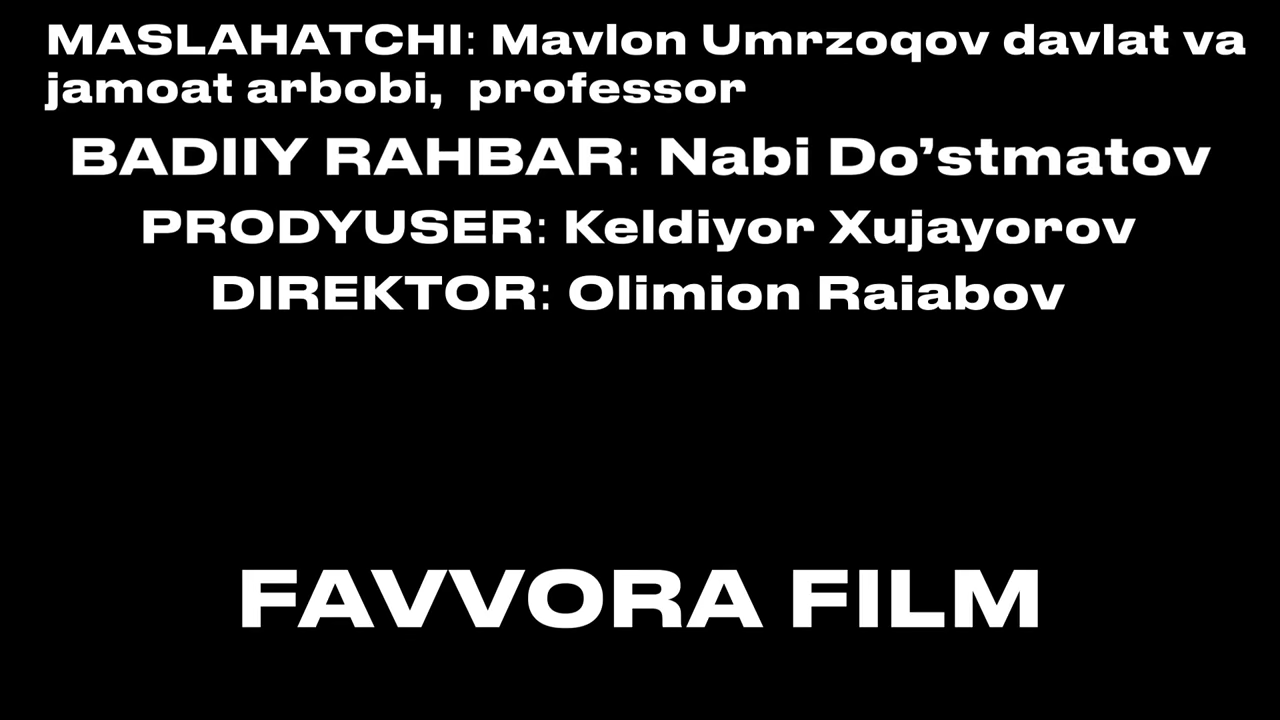 MASLAHATCHI: Mavlon Umrzoqov davlat va
jamoat arbobi, professor
BADIIY RAHBAR: Nabi Do’stmatov
PRODYUSER: Keldiyor Xujayorov
DIREKTOR: Olimion Raiabov
FAVVORA FILM